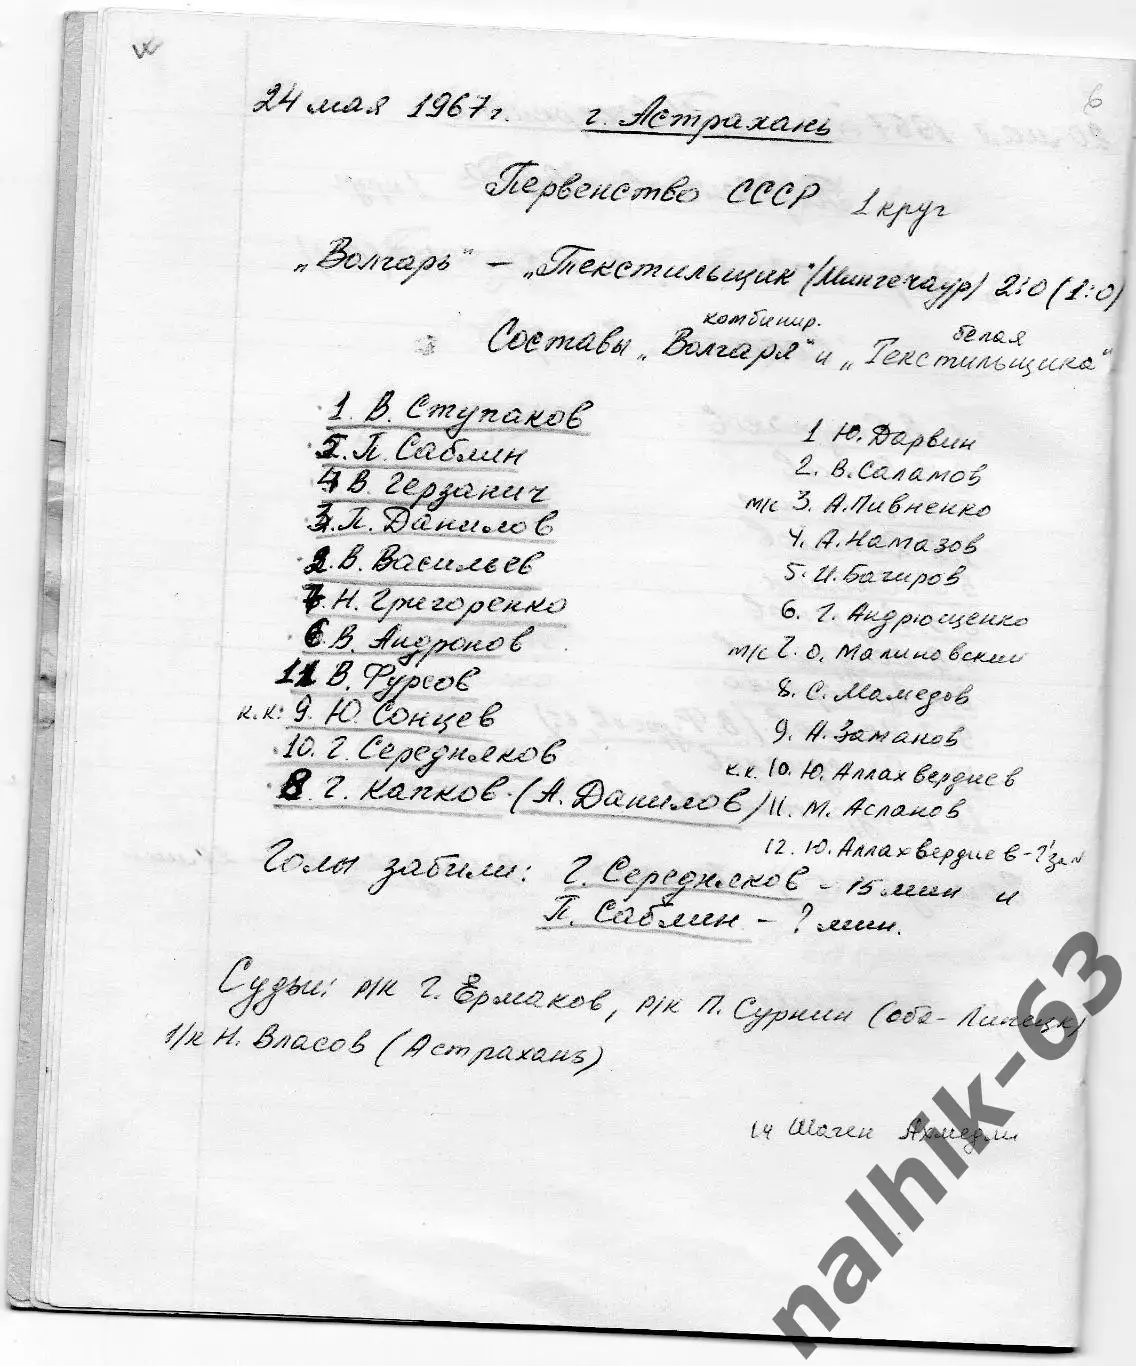 6
24 мая 1967 г. г. Астрахань
Первенство СССР 1 круг
„Волгарь“ – „Текстильщик“ (Мингечаур) 2:0 (1:0)
комбинир. белая
Составы „Волгаря“ и „Текстильщика“
1. В. Ступаков
5. П. Саблин
4. В. Герзанич
3. П. Данилов
2. В. Васильев
7. Н. Григоренко
6. В. Андронов
11. В. Фурсов
к.к: 9. Ю. Сонцев
10. Г. Середняков
8. Г. Капков (А. Данилов)
1 Ю. Дарвин
2. В. Саламов
м/с 3. А. Пивненко
4. А. Намазов
5. И. Багиров
6. Г. Андрющенко
м/с 7. О. Малиновский
8. С. Мамедов
9. А. Заманов
к.к. 10. Ю. Аллахвердиев
11. М. Асланов
12. Ю. Аллахвердиев - ?
Голы забили: Г. Середняков – 15 мин и
П. Саблин – ? мин.
Судьи: р/к Г. Ермаков, р/к П. Сурнин (оба – Липецк)
1/к Н. Власов (Астрахань)
14 Шаген
nalhik-63